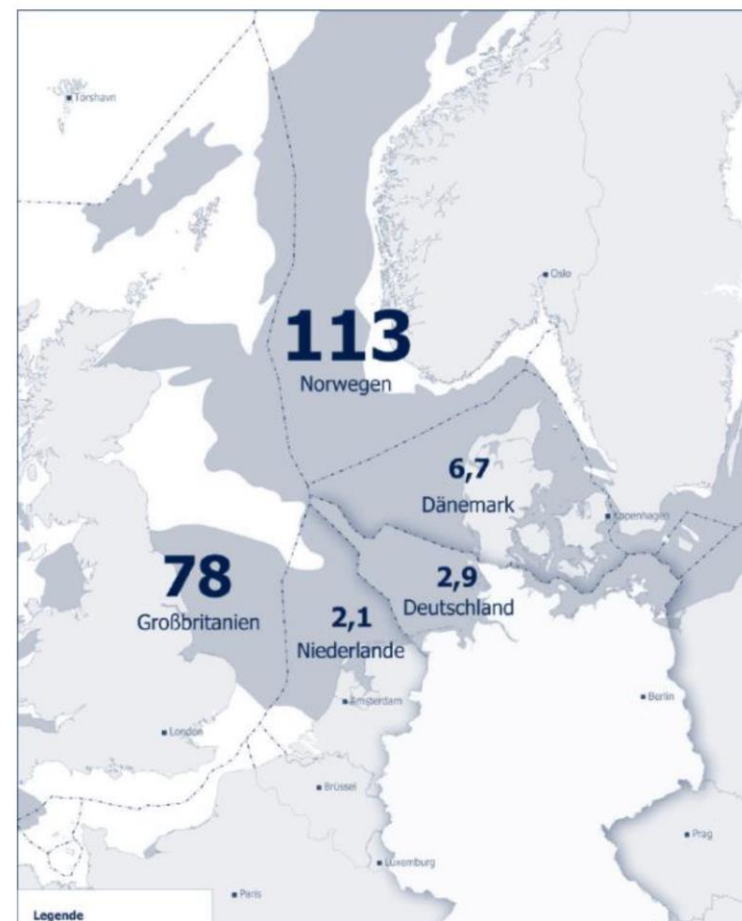 Torshavn
Oslo
113
Norwegen
6,7
Dänemark
Kopenhagen
78
Großbritanien
2,9
Deutschland
2,1
Niederlande
Amsterdam
Berlin
London
Brüssel
Prag
Luxemburg
Paris
Legende